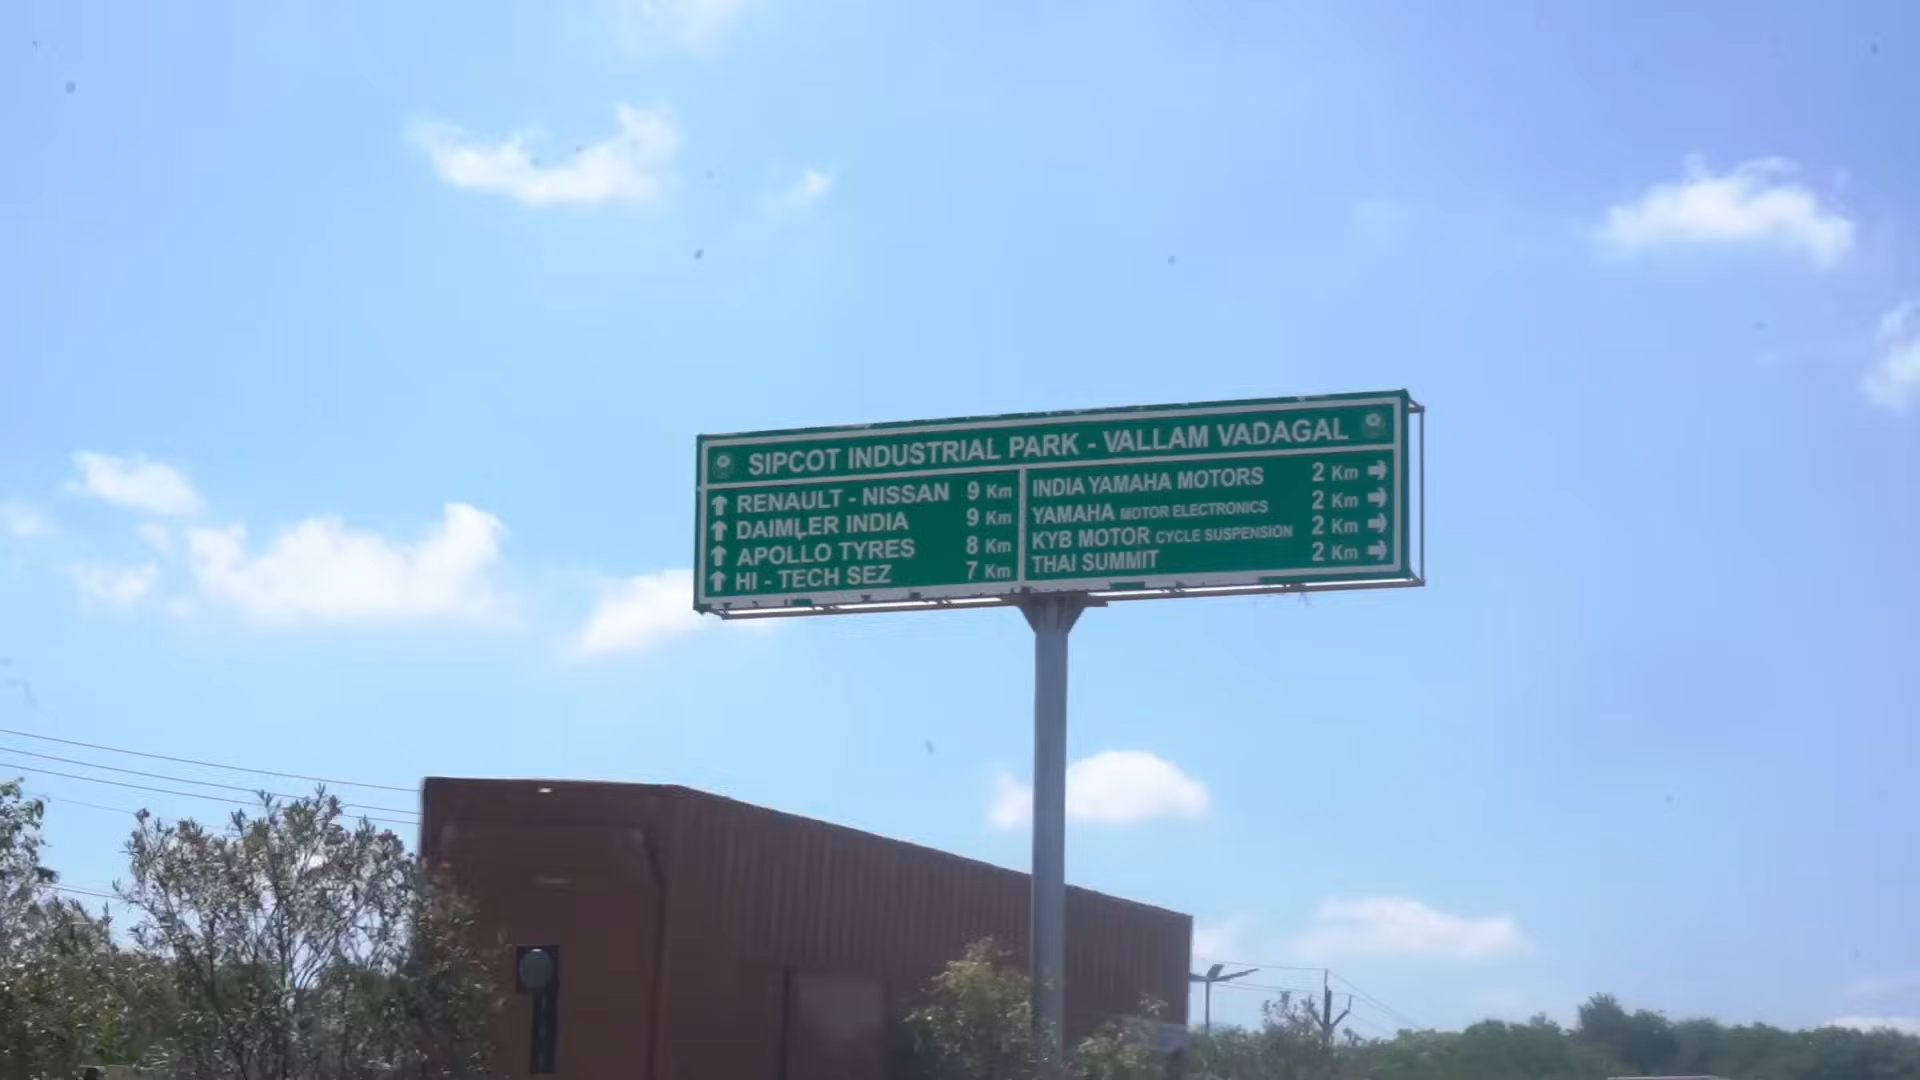 SIPCOT INDUSTRIAL PARK - VALLAM VADAGAL
RENAULT - NISSAN 9 Km
DAIMLER INDIA 9 Km
APOLLO TYRES 8 Km
HI - TECH SEZ 7 Km
INDIA YAMAHA MOTORS 2 Km
YAMAHA MOTOR ELECTRONICS 2 Km
KYB MOTOR CYCLE SUSPENSION 2 Km
THAI SUMMIT 2 Km